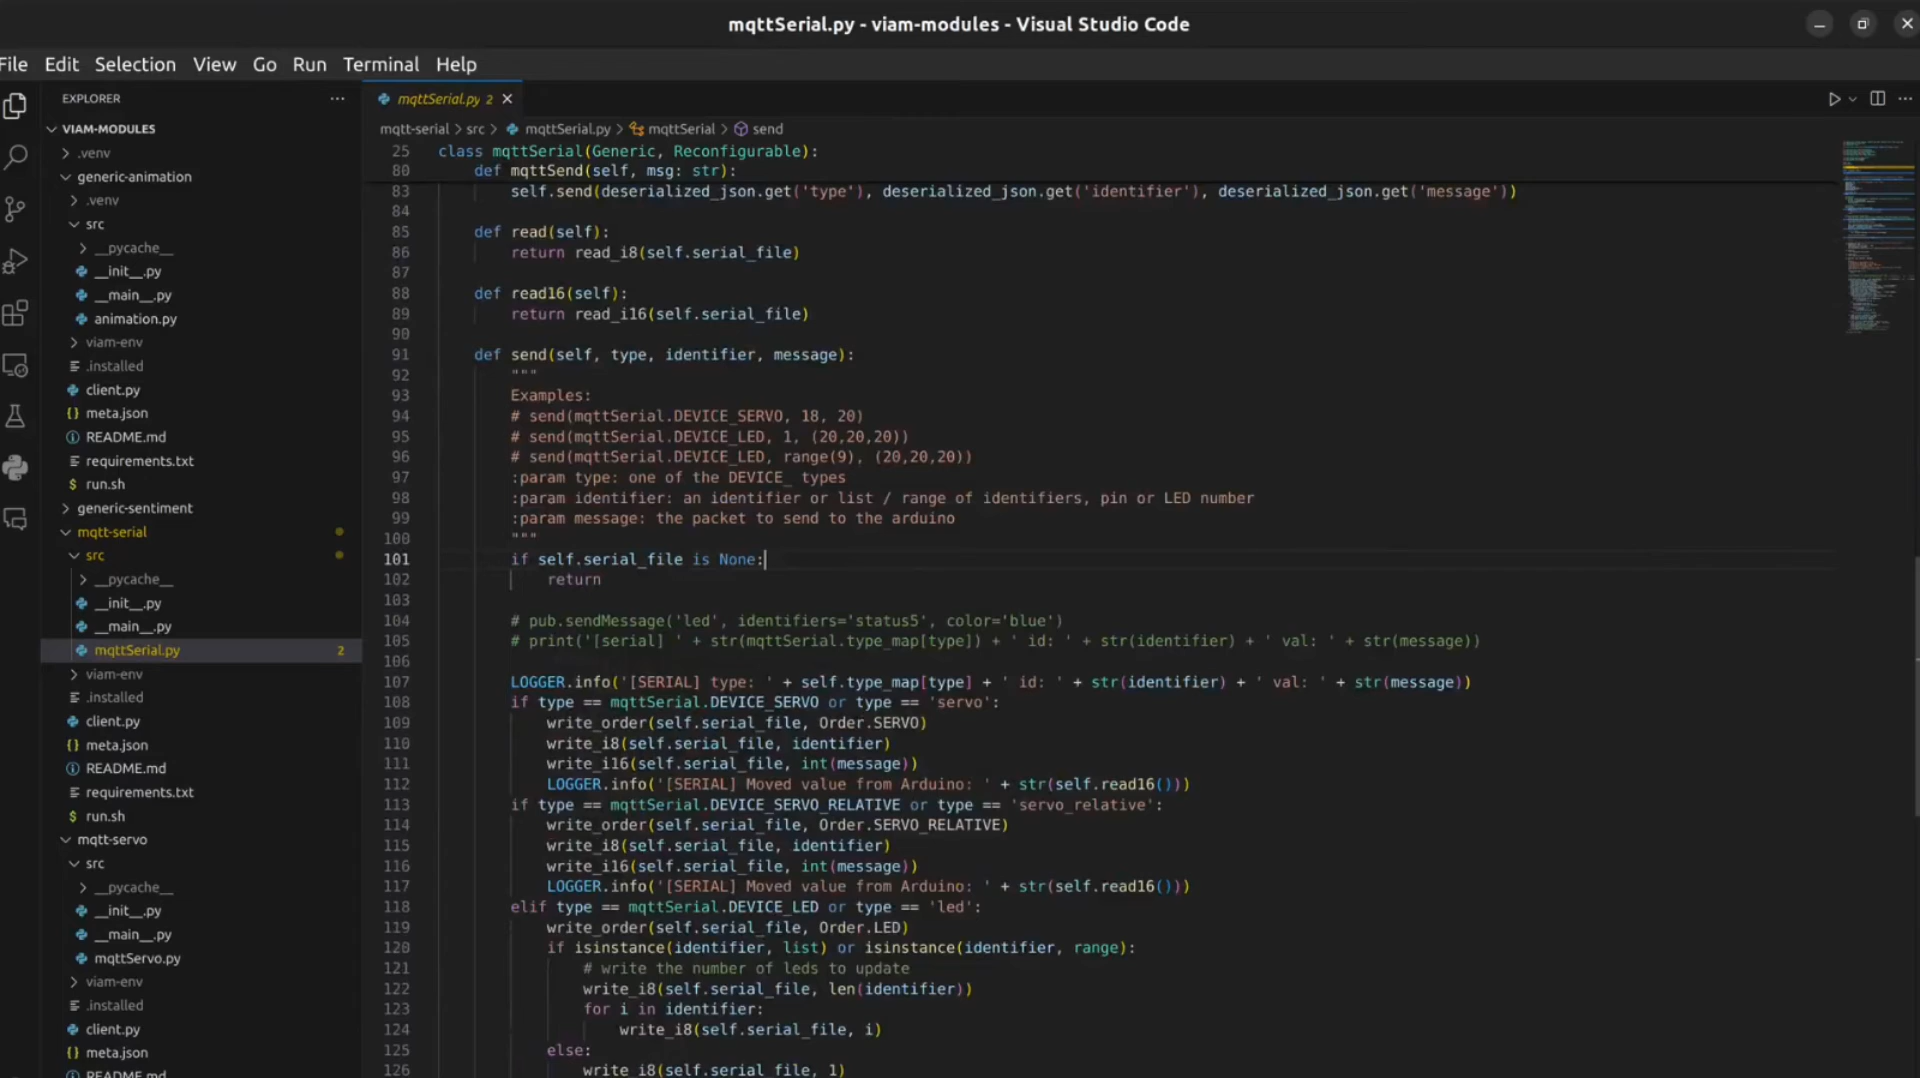 mqttSerial.py - viam-modules - Visual Studio Code
File Edit Selection View Go Run Terminal Help
EXPLORER
VIAM-MODULES
.venv
generic-animation
.venv
src
__pycache__
__init__.py
__main__.py
animation.py
viam-env
.installed
client.py
meta.json
README.md
requirements.txt
run.sh
generic-sentiment
mqtt-serial
src
__pycache__
__init__.py
__main__.py
mqttSerial.py 2
viam-env
.installed
client.py
meta.json
README.md
requirements.txt
run.sh
mqtt-servo
src
__pycache__
__init__.py
__main__.py
mqttServo.py
viam-env
.installed
client.py
meta.json
README.md
mqttSerial.py 2
mqtt-serial > src > mqttSerial.py > mqttSerial > send
25 class mqttSerial(Generic, Reconfigurable):
80 def mqttSend(self, msg: str):
83 self.send(deserialized_json.get('type'), deserialized_json.get('identifier'), deserialized_json.get('message'))
84
85 def read(self):
86 return read_i8(self.serial_file)
87
88 def read16(self):
89 return read_i16(self.serial_file)
90
91 def send(self, type, identifier, message):
92 """
93 Examples:
94 # send(mqttSerial.DEVICE_SERVO, 18, 20)
95 # send(mqttSerial.DEVICE_LED, 1, (20,20,20))
96 # send(mqttSerial.DEVICE_LED, range(9), (20,20,20))
97 :param type: one of the DEVICE_ types
98 :param identifier: an identifier or list / range of identifiers, pin or LED number
99 :param message: the packet to send to the arduino
100 """
101 if self.serial_file is None:
102 return
103
104 # pub.sendMessage('led', identifiers='status5', color='blue')
105 # print('[serial] ' + str(mqttSerial.type_map[type]) + ' id: ' + str(identifier) + ' val: ' + str(message))
106
107 LOGGER.info('[SERIAL] type: ' + self.type_map[type] + ' id: ' + str(identifier) + ' val: ' + str(message))
108 if type == mqttSerial.DEVICE_SERVO or type == 'servo':
109 write_order(self.serial_file, Order.SERVO)
110 write_i8(self.serial_file, identifier)
111 write_i16(self.serial_file, int(message))
112 LOGGER.info('[SERIAL] Moved value from Arduino: ' + str(self.read16()))
113 if type == mqttSerial.DEVICE_SERVO_RELATIVE or type == 'servo_relative':
114 write_order(self.serial_file, Order.SERVO_RELATIVE)
115 write_i8(self.serial_file, identifier)
116 write_i16(self.serial_file, int(message))
117 LOGGER.info('[SERIAL] Moved value from Arduino: ' + str(self.read16()))
118 elif type == mqttSerial.DEVICE_LED or type == 'led':
119 write_order(self.serial_file, Order.LED)
120 if isinstance(identifier, list) or isinstance(identifier, range):
121 # write the number of leds to update
122 write_i8(self.serial_file, len(identifier))
123 for i in identifier:
124 write_i8(self.serial_file, i)
125 else:
126 write_i8(self.serial_file, 1)